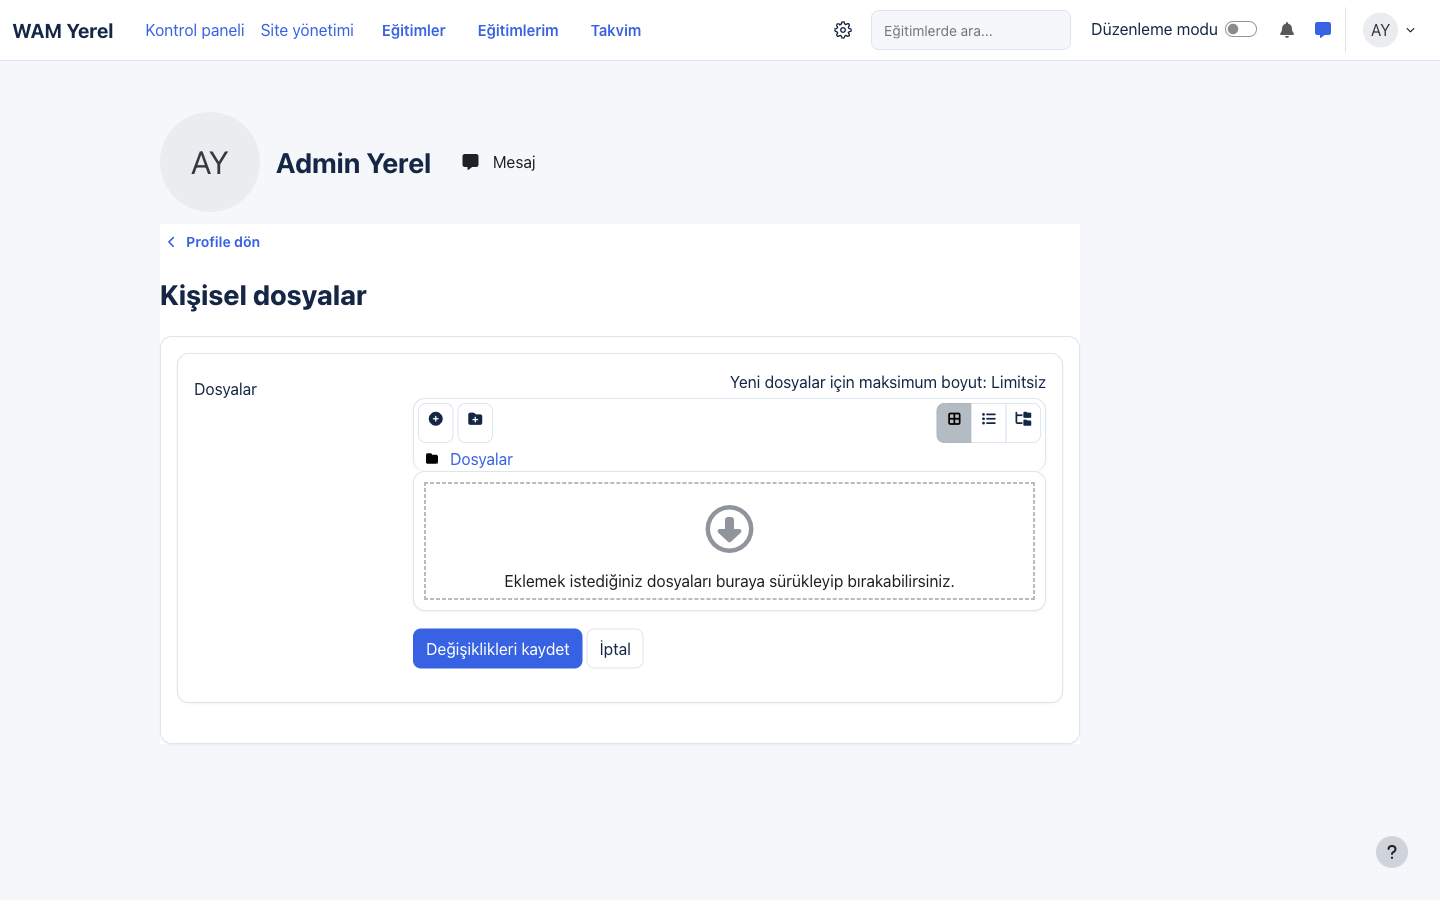 WAM Yerel
Kontrol paneli
Site yönetimi
Eğitimler
Eğitimlerim
Takvim
Eğitimlerde ara...
Düzenleme modu
AY
AY
Admin Yerel
Mesaj
Profile dön
Kişisel dosyalar
Dosyalar
Yeni dosyalar için maksimum boyut: Limitsiz
Dosyalar
Eklemek istediğiniz dosyaları buraya sürükleyip bırakabilirsiniz.
Değişiklikleri kaydet
İptal
?